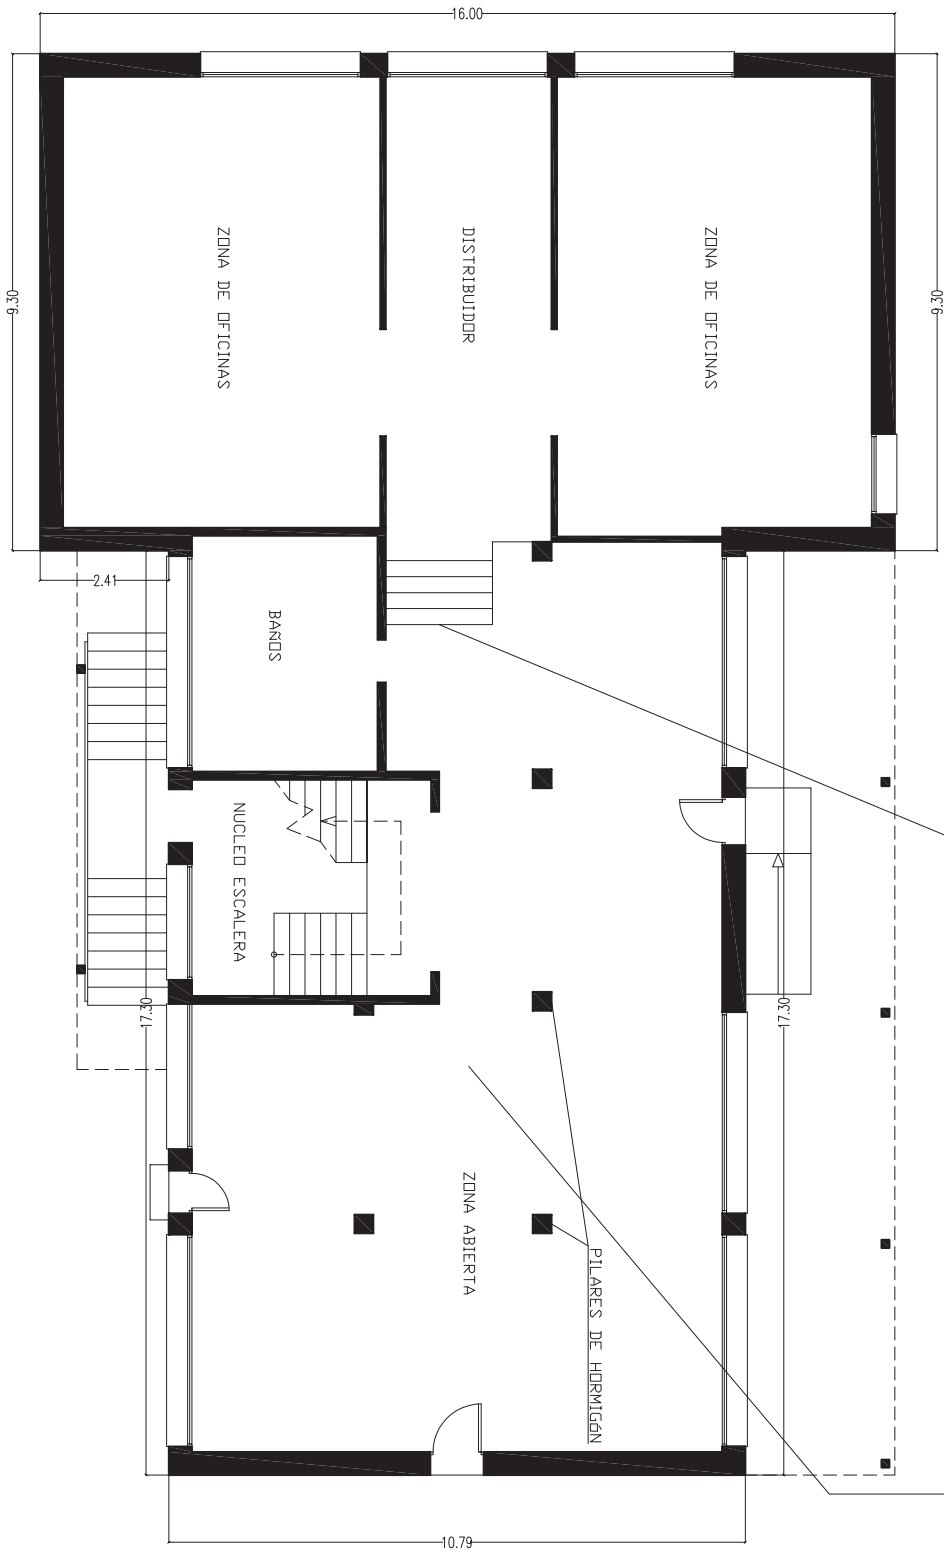 16.00
9.30
9.30
ZONA DE OFICINAS
DISTRIBUIDOR
ZONA DE OFICINAS
2.41
BAÑOS
NUCLEO ESCALERA
17.30
17.30
ZONA ABIERTA
PILARES DE HORMIGÓN
10.79